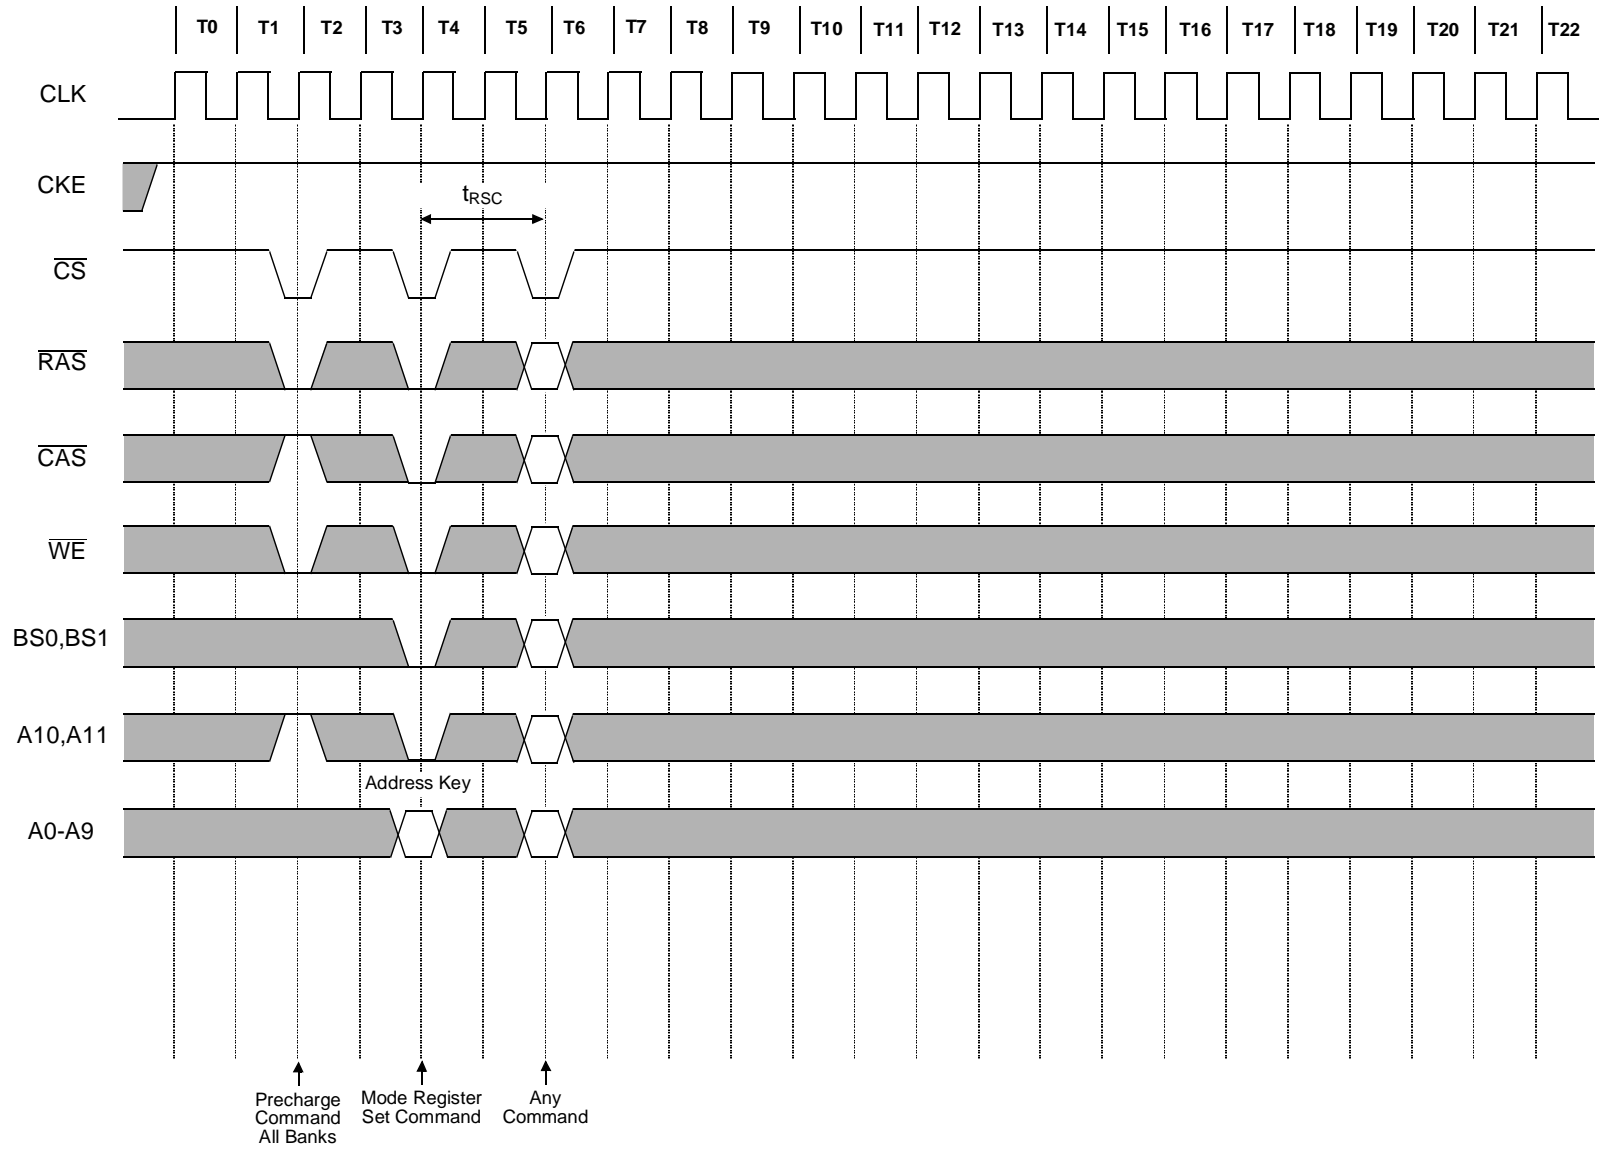 T0 T1 T2 T3 T4 T5 T6 T7 T8 T9 T10 T11 T12 T13 T14 T15 T16 T17 T18 T19 T20 T21 T22
CLK
CKE
tRSC
CS
RAS
CAS
WE
BS0,BS1
A10,A11
Address Key
A0-A9
Precharge
Command
All Banks
Mode Register
Set Command
Any
Command